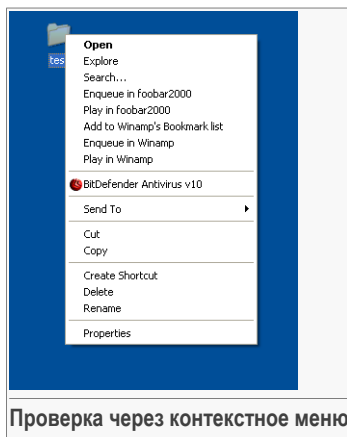 tes
Open
Explore
Search...
Enqueue in foobar2000
Play in foobar2000
Add to Winamp's Bookmark list
Enqueue in Winamp
Play in Winamp
BitDefender Antivirus v10
Send To
Cut
Copy
Create Shortcut
Delete
Rename
Properties
Проверка через контекстное меню